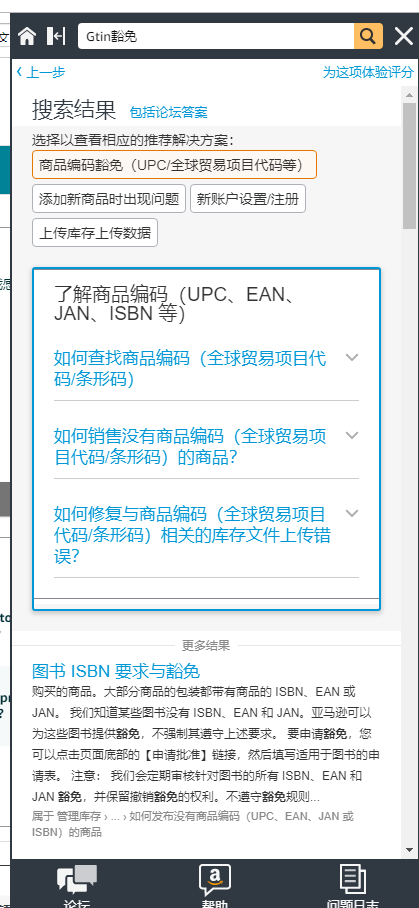 文
Gtin豁免
上一步
为这项体验评分
搜索结果 包括论坛答案
选择以查看相应的推荐解决方案：
商品编码豁免（UPC/全球贸易项目代码等）
添加新商品时出现问题
新账户设置/注册
上传库存上传数据
了解商品编码（UPC、EAN、
JAN、ISBN 等）
如何查找商品编码（全球贸易项目代
码/条形码）
如何销售没有商品编码（全球贸易项
目代码/条形码）的商品？
如何修复与商品编码（全球贸易项目
代码/条形码）相关的库存文件上传错
误？
更多结果
图书 ISBN 要求与豁免
购买的商品。大部分商品的包装都带有商品的 ISBN、EAN 或
JAN。 我们知道某些图书没有 ISBN、EAN 和 JAN。亚马逊可以
为这些图书提供豁免，不强制其遵守上述要求。 要申请豁免，您
可以点击页面底部的【申请批准】链接，然后填写适用于图书的申
请表。 注意： 我们会定期审核针对图书的所有 ISBN、EAN 和
JAN 豁免，并保留撤销豁免的权利。不遵守豁免规则...
属于 管理库存 › ... › 如何发布没有商品编码（UPC、EAN、JAN 或
ISBN）的商品
论坛
帮助
问题日志